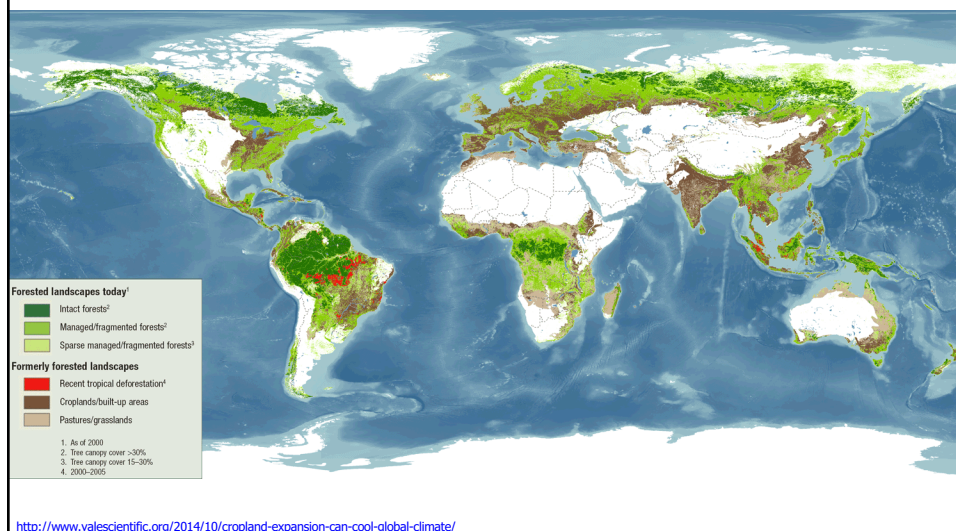 Forested landscapes today¹
Intact forests²
Managed/fragmented forests²
Sparse managed/fragmented forests³
Formerly forested landscapes
Recent tropical deforestation⁴
Croplands/built-up areas
Pastures/grasslands
1. As of 2000
2. Tree canopy cover >30%
3. Tree canopy cover 15–30%
4. 2000–2005
http://www.yalescientific.org/2014/10/cropland-expansion-can-cool-global-climate/